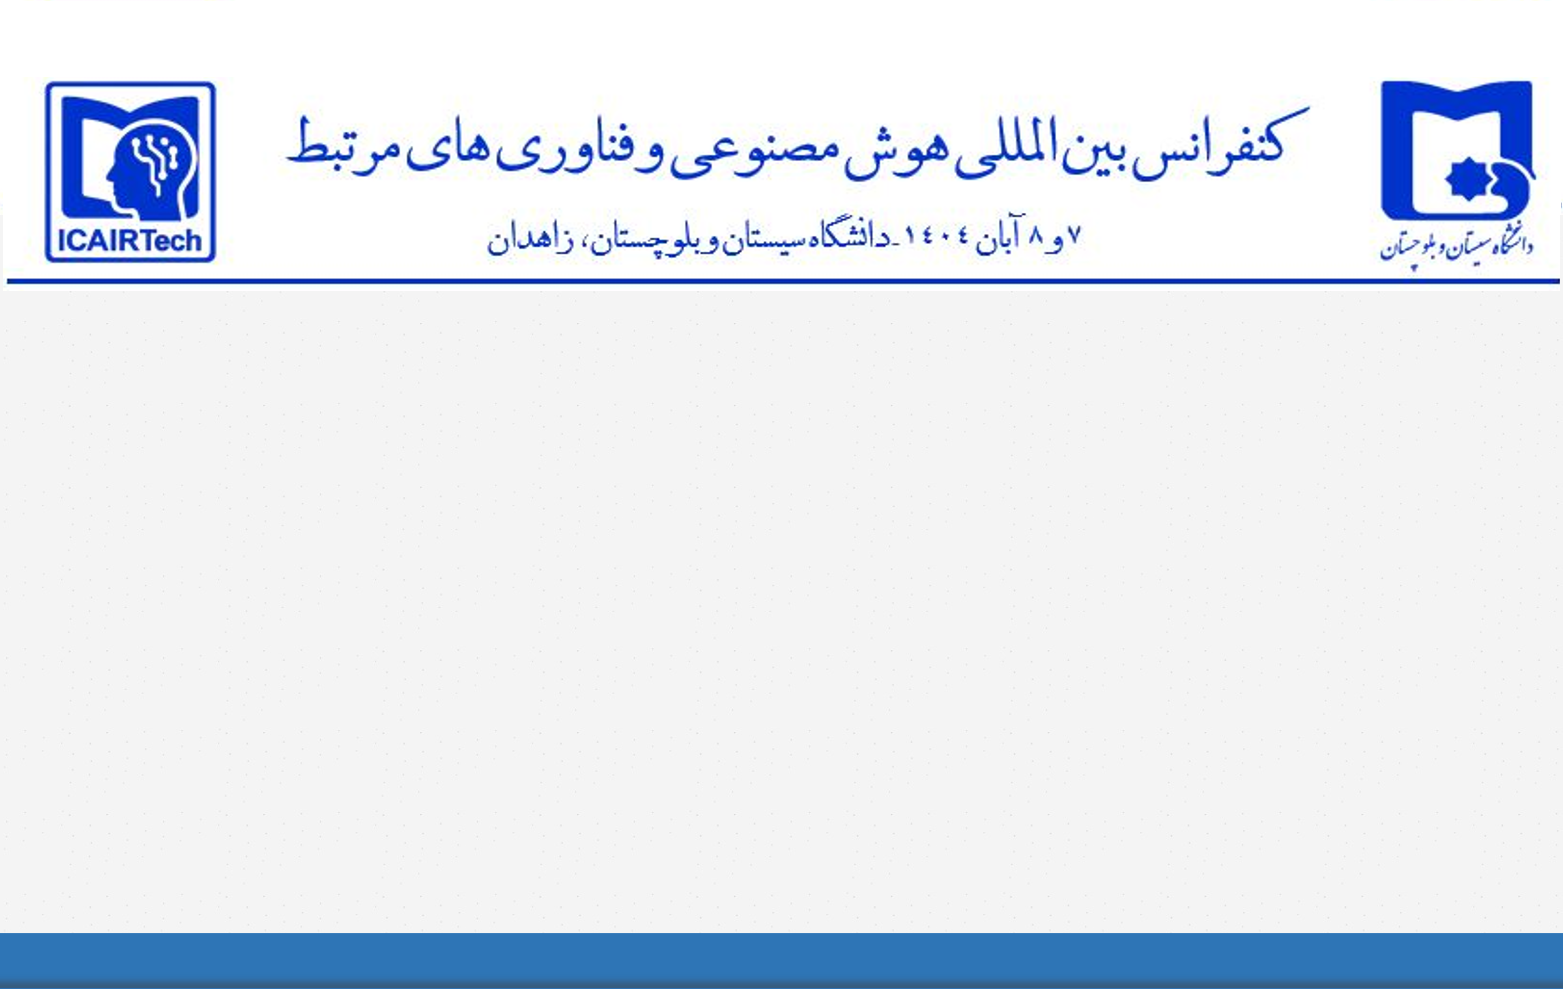 کنفرانس بین‌المللی هوش مصنوعی و فناوری های مرتبط
۷ و ۸ آبان ۱۴۰۴ - دانشگاه سیستان و بلوچستان، زاهدان
دانشگاه سیستان و بلوچستان
ICAIRTech